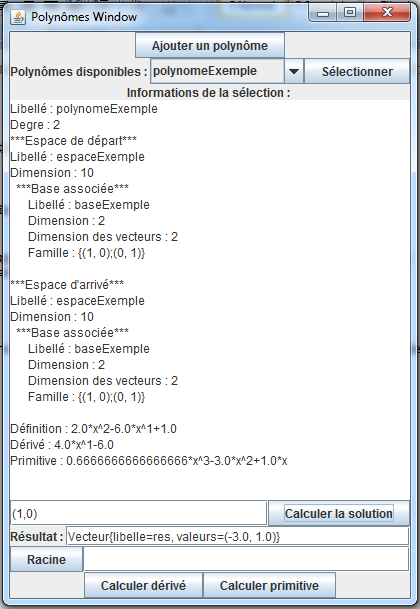 Polynômes Window
Ajouter un polynôme
Polynômes disponibles : polynomeExemple Sélectionner
Informations de la sélection :
Libellé : polynomeExemple
Degre : 2
***Espace de départ***
Libellé : espaceExemple
Dimension : 10
***Base associée***
Libellé : baseExemple
Dimension : 2
Dimension des vecteurs : 2
Famille : {(1, 0);(0, 1)}
***Espace d'arrivé***
Libellé : espaceExemple
Dimension : 10
***Base associée***
Libellé : baseExemple
Dimension : 2
Dimension des vecteurs : 2
Famille : {(1, 0);(0, 1)}
Définition : 2.0*x^2-6.0*x^1+1.0
Dérivé : 4.0*x^1-6.0
Primitive : 0.6666666666666666*x^3-3.0*x^2+1.0*x
(1,0) Calculer la solution
Résultat : Vecteur{libelle=res, valeurs=(-3.0, 1.0)}
Racine
Calculer dérivé Calculer primitive